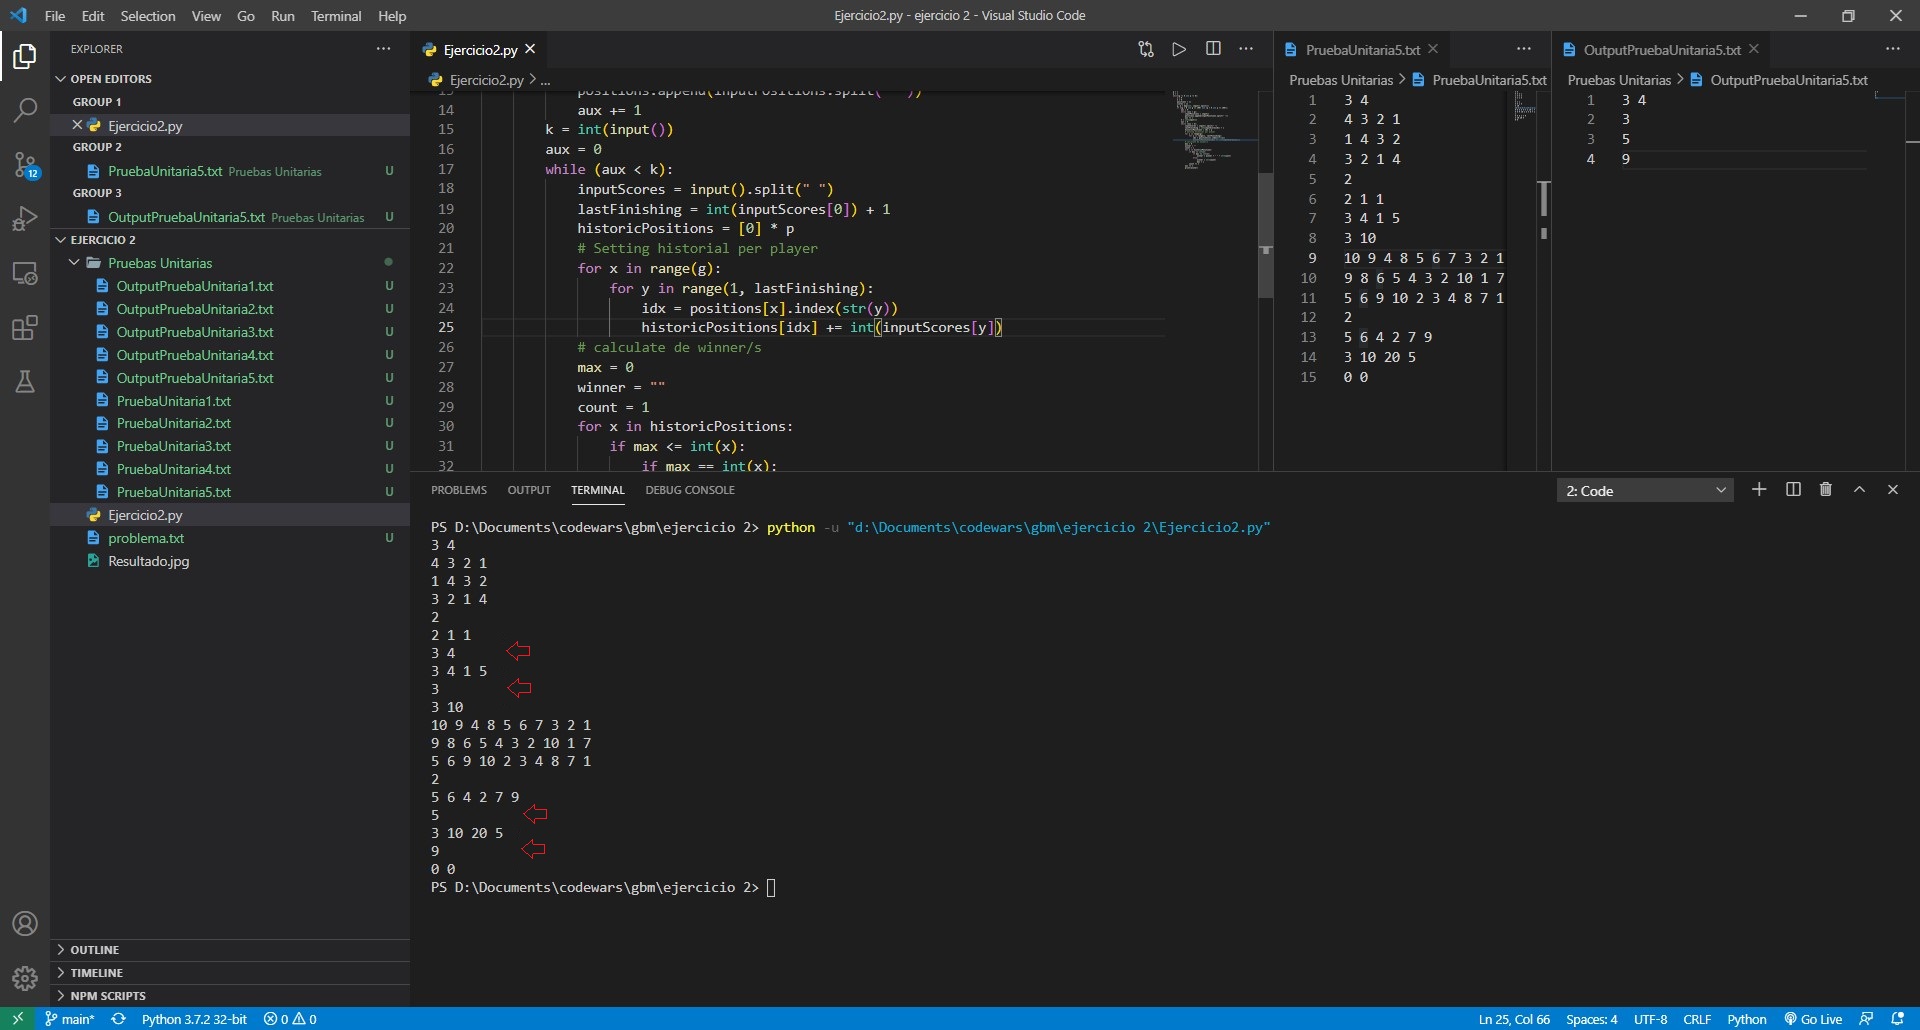 File Edit Selection View Go Run Terminal Help
Ejercicio2.py - ejercicio 2 - Visual Studio Code
EXPLORER
OPEN EDITORS
GROUP 1
Ejercicio2.py
GROUP 2
PruebaUnitaria5.txt Pruebas Unitarias U
GROUP 3
OutputPruebaUnitaria5.txt Pruebas Unitarias U
EJERCICIO 2
Pruebas Unitarias
OutputPruebaUnitaria1.txt U
OutputPruebaUnitaria2.txt U
OutputPruebaUnitaria3.txt U
OutputPruebaUnitaria4.txt U
OutputPruebaUnitaria5.txt U
PruebaUnitaria1.txt U
PruebaUnitaria2.txt U
PruebaUnitaria3.txt U
PruebaUnitaria4.txt U
PruebaUnitaria5.txt U
Ejercicio2.py
problema.txt U
Resultado.jpg
OUTLINE
TIMELINE
NPM SCRIPTS
12
Ejercicio2.py
Ejercicio2.py > ...
14 aux += 1
15 k = int(input())
16 aux = 0
17 while (aux < k):
18 inputScores = input().split(" ")
19 lastFinishing = int(inputScores[0]) + 1
20 historicPositions = [0] * p
21 # Setting historial per player
22 for x in range(g):
23 for y in range(1, lastFinishing):
24 idx = positions[x].index(str(y))
25 historicPositions[idx] += int(inputScores[y])
26 # calculate de winner/s
27 max = 0
28 winner = ""
29 count = 1
30 for x in historicPositions:
31 if max <= int(x):
32 if max == int(x):
PruebaUnitaria5.txt
Pruebas Unitarias > PruebaUnitaria5.txt
1 3 4
2 4 3 2 1
3 1 4 3 2
4 3 2 1 4
5 2
6 2 1 1
7 3 4 1 5
8 3 10
9 10 9 4 8 5 6 7 3 2 1
10 9 8 6 5 4 3 2 10 1 7
11 5 6 9 10 2 3 4 8 7 1
12 2
13 5 6 4 2 7 9
14 3 10 20 5
15 0 0
OutputPruebaUnitaria5.txt
Pruebas Unitarias > OutputPruebaUnitaria5.txt
1 3 4
2 3
3 5
4 9
PROBLEMS OUTPUT TERMINAL DEBUG CONSOLE
2: Code
PS D:\Documents\codewars\gbm\ejercicio 2> python -u "d:\Documents\codewars\gbm\ejercicio 2\Ejercicio2.py"
3 4
4 3 2 1
1 4 3 2
3 2 1 4
2
2 1 1
3 4
3 4 1 5
3
3 10
10 9 4 8 5 6 7 3 2 1
9 8 6 5 4 3 2 10 1 7
5 6 9 10 2 3 4 8 7 1
2
5 6 4 2 7 9
5
3 10 20 5
9
0 0
PS D:\Documents\codewars\gbm\ejercicio 2>
main* Python 3.7.2 32-bit 0 0
Ln 25, Col 66 Spaces: 4 UTF-8 CRLF Python Go Live